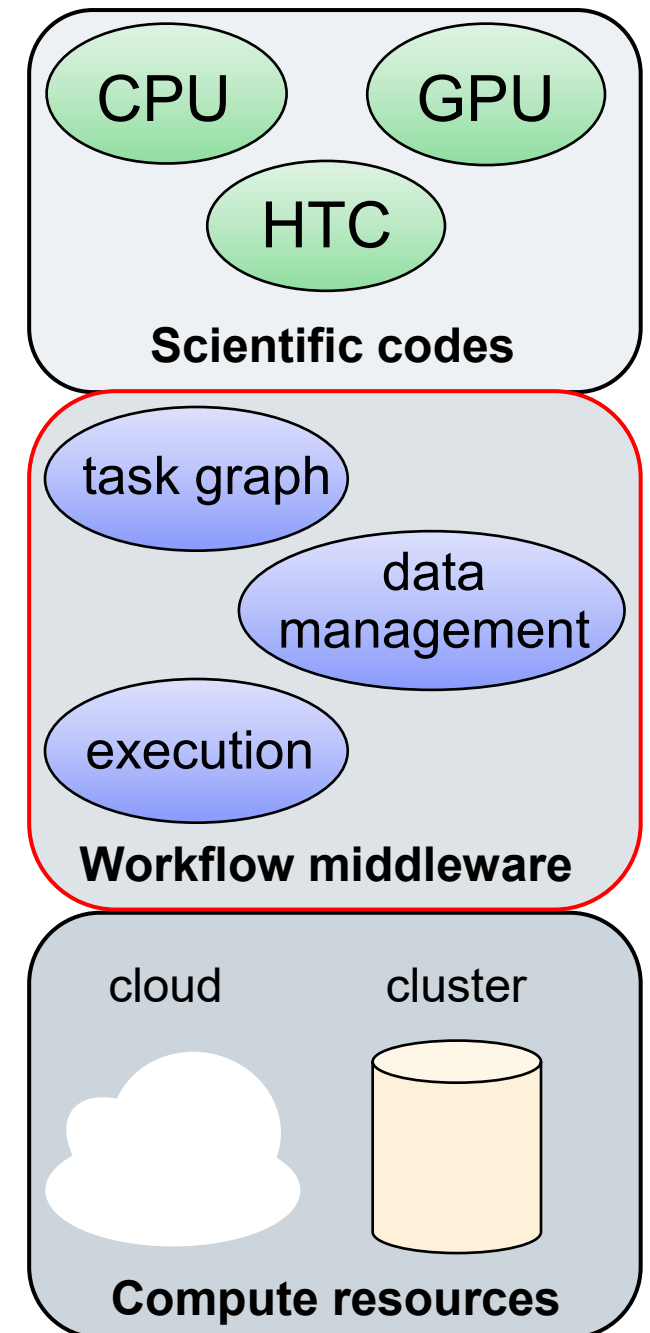 CPU
GPU
HTC
Scientific codes
task graph
data
management
execution
Workflow middleware
cloud
cluster
Compute resources